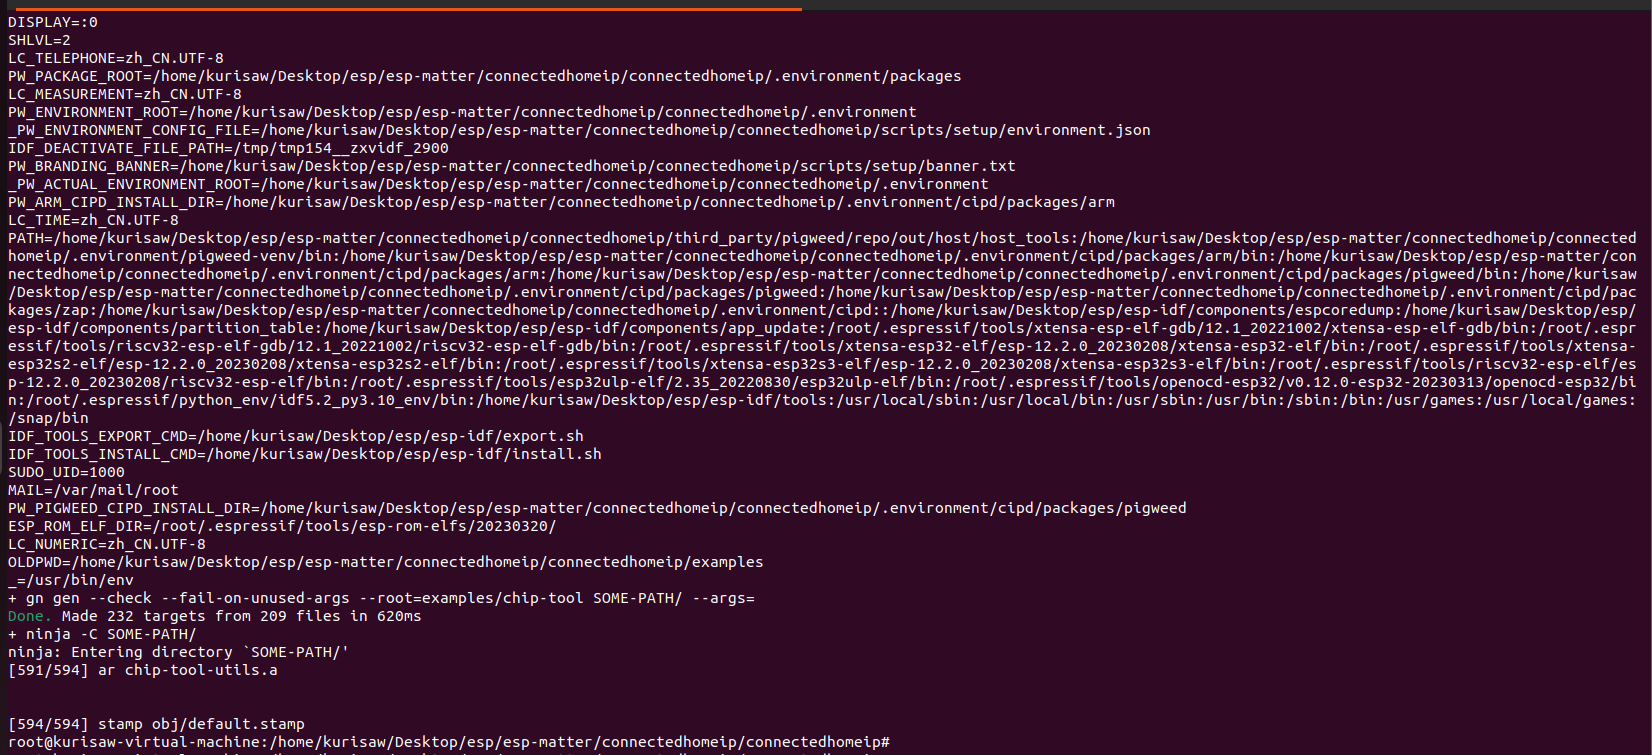 DISPLAY=:0
SHLVL=2
LC_TELEPHONE=zh_CN.UTF-8
PW_PACKAGE_ROOT=/home/kurisaw/Desktop/esp/esp-matter/connectedhomeip/connectedhomeip/.environment/packages
LC_MEASUREMENT=zh_CN.UTF-8
PW_ENVIRONMENT_ROOT=/home/kurisaw/Desktop/esp/esp-matter/connectedhomeip/connectedhomeip/.environment
_PW_ENVIRONMENT_CONFIG_FILE=/home/kurisaw/Desktop/esp/esp-matter/connectedhomeip/connectedhomeip/scripts/setup/environment.json
IDF_DEACTIVATE_FILE_PATH=/tmp/tmp154__zxvidf_2900
PW_BRANDING_BANNER=/home/kurisaw/Desktop/esp/esp-matter/connectedhomeip/connectedhomeip/scripts/setup/banner.txt
_PW_ACTUAL_ENVIRONMENT_ROOT=/home/kurisaw/Desktop/esp/esp-matter/connectedhomeip/connectedhomeip/.environment
PW_ARM_CIPD_INSTALL_DIR=/home/kurisaw/Desktop/esp/esp-matter/connectedhomeip/connectedhomeip/.environment/cipd/packages/arm
LC_TIME=zh_CN.UTF-8
PATH=/home/kurisaw/Desktop/esp/esp-matter/connectedhomeip/connectedhomeip/third_party/pigweed/repo/out/host/host_tools:/home/kurisaw/Desktop/esp/esp-matter/connectedhomeip/connected
homeip/.environment/pigweed-venv/bin:/home/kurisaw/Desktop/esp/esp-matter/connectedhomeip/connectedhomeip/.environment/cipd/packages/arm/bin:/home/kurisaw/Desktop/esp/esp-matter/con
nectedhomeip/connectedhomeip/.environment/cipd/packages/arm:/home/kurisaw/Desktop/esp/esp-matter/connectedhomeip/connectedhomeip/.environment/cipd/packages/pigweed/bin:/home/kurisaw
/Desktop/esp/esp-matter/connectedhomeip/connectedhomeip/.environment/cipd/packages/pigweed:/home/kurisaw/Desktop/esp/esp-matter/connectedhomeip/connectedhomeip/.environment/cipd/pac
kages/zap:/home/kurisaw/Desktop/esp/esp-matter/connectedhomeip/connectedhomeip/.environment/cipd::/home/kurisaw/Desktop/esp/esp-idf/components/espcoredump:/home/kurisaw/Desktop/esp/
esp-idf/components/partition_table:/home/kurisaw/Desktop/esp/esp-idf/components/app_update:/root/.espressif/tools/xtensa-esp-elf-gdb/12.1_20221002/xtensa-esp-elf-gdb/bin:/root/.espr
essif/tools/riscv32-esp-elf-gdb/12.1_20221002/riscv32-esp-elf-gdb/bin:/root/.espressif/tools/xtensa-esp32-elf/esp-12.2.0_20230208/xtensa-esp32-elf/bin:/root/.espressif/tools/xtensa-
esp32s2-elf/esp-12.2.0_20230208/xtensa-esp32s2-elf/bin:/root/.espressif/tools/xtensa-esp32s3-elf/esp-12.2.0_20230208/xtensa-esp32s3-elf/bin:/root/.espressif/tools/riscv32-esp-elf/es
p-12.2.0_20230208/riscv32-esp-elf/bin:/root/.espressif/tools/esp32ulp-elf/2.35_20220830/esp32ulp-elf/bin:/root/.espressif/tools/openocd-esp32/v0.12.0-esp32-20230313/openocd-esp32/bi
n:/root/.espressif/python_env/idf5.2_py3.10_env/bin:/home/kurisaw/Desktop/esp/esp-idf/tools:/usr/local/sbin:/usr/local/bin:/usr/sbin:/usr/bin:/sbin:/bin:/usr/games:/usr/local/games:
/snap/bin
IDF_TOOLS_EXPORT_CMD=/home/kurisaw/Desktop/esp/esp-idf/export.sh
IDF_TOOLS_INSTALL_CMD=/home/kurisaw/Desktop/esp/esp-idf/install.sh
SUDO_UID=1000
MAIL=/var/mail/root
PW_PIGWEED_CIPD_INSTALL_DIR=/home/kurisaw/Desktop/esp/esp-matter/connectedhomeip/connectedhomeip/.environment/cipd/packages/pigweed
ESP_ROM_ELF_DIR=/root/.espressif/tools/esp-rom-elfs/20230320/
LC_NUMERIC=zh_CN.UTF-8
OLDPWD=/home/kurisaw/Desktop/esp/esp-matter/connectedhomeip/connectedhomeip/examples
_=/usr/bin/env
+ gn gen --check --fail-on-unused-args --root=examples/chip-tool SOME-PATH/ --args=
Done. Made 232 targets from 209 files in 620ms
+ ninja -C SOME-PATH/
ninja: Entering directory `SOME-PATH/'
[591/594] ar chip-tool-utils.a
[594/594] stamp obj/default.stamp
root@kurisaw-virtual-machine:/home/kurisaw/Desktop/esp/esp-matter/connectedhomeip/connectedhomeip#